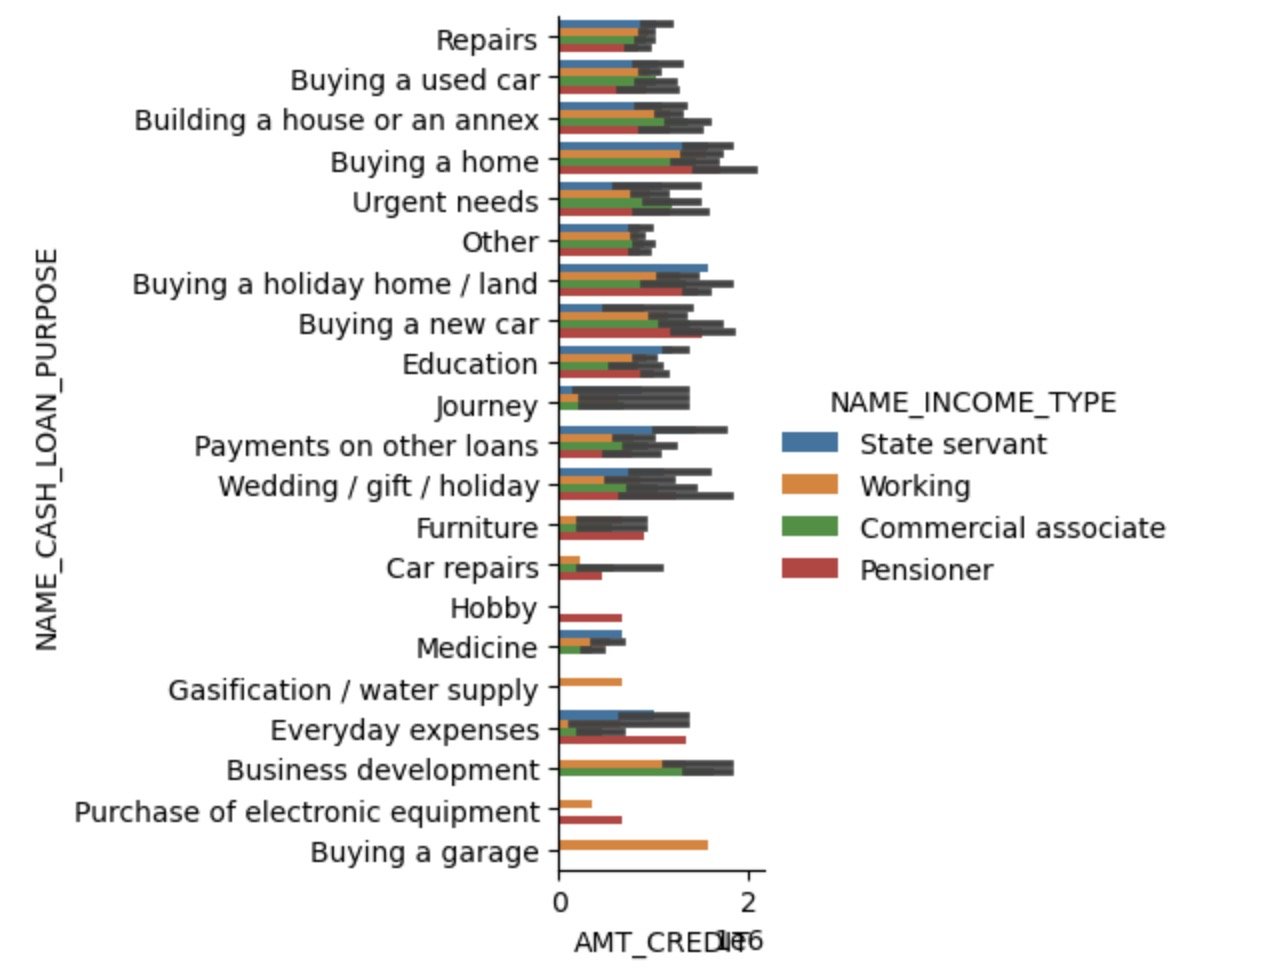 NAME_CASH_LOAN_PURPOSE
Repairs
Buying a used car
Building a house or an annex
Buying a home
Urgent needs
Other
Buying a holiday home / land
Buying a new car
Education
Journey
Payments on other loans
Wedding / gift / holiday
Furniture
Car repairs
Hobby
Medicine
Gasification / water supply
Everyday expenses
Business development
Purchase of electronic equipment
Buying a garage
0 2
AMT_CREDIT 1e6
NAME_INCOME_TYPE
State servant
Working
Commercial associate
Pensioner